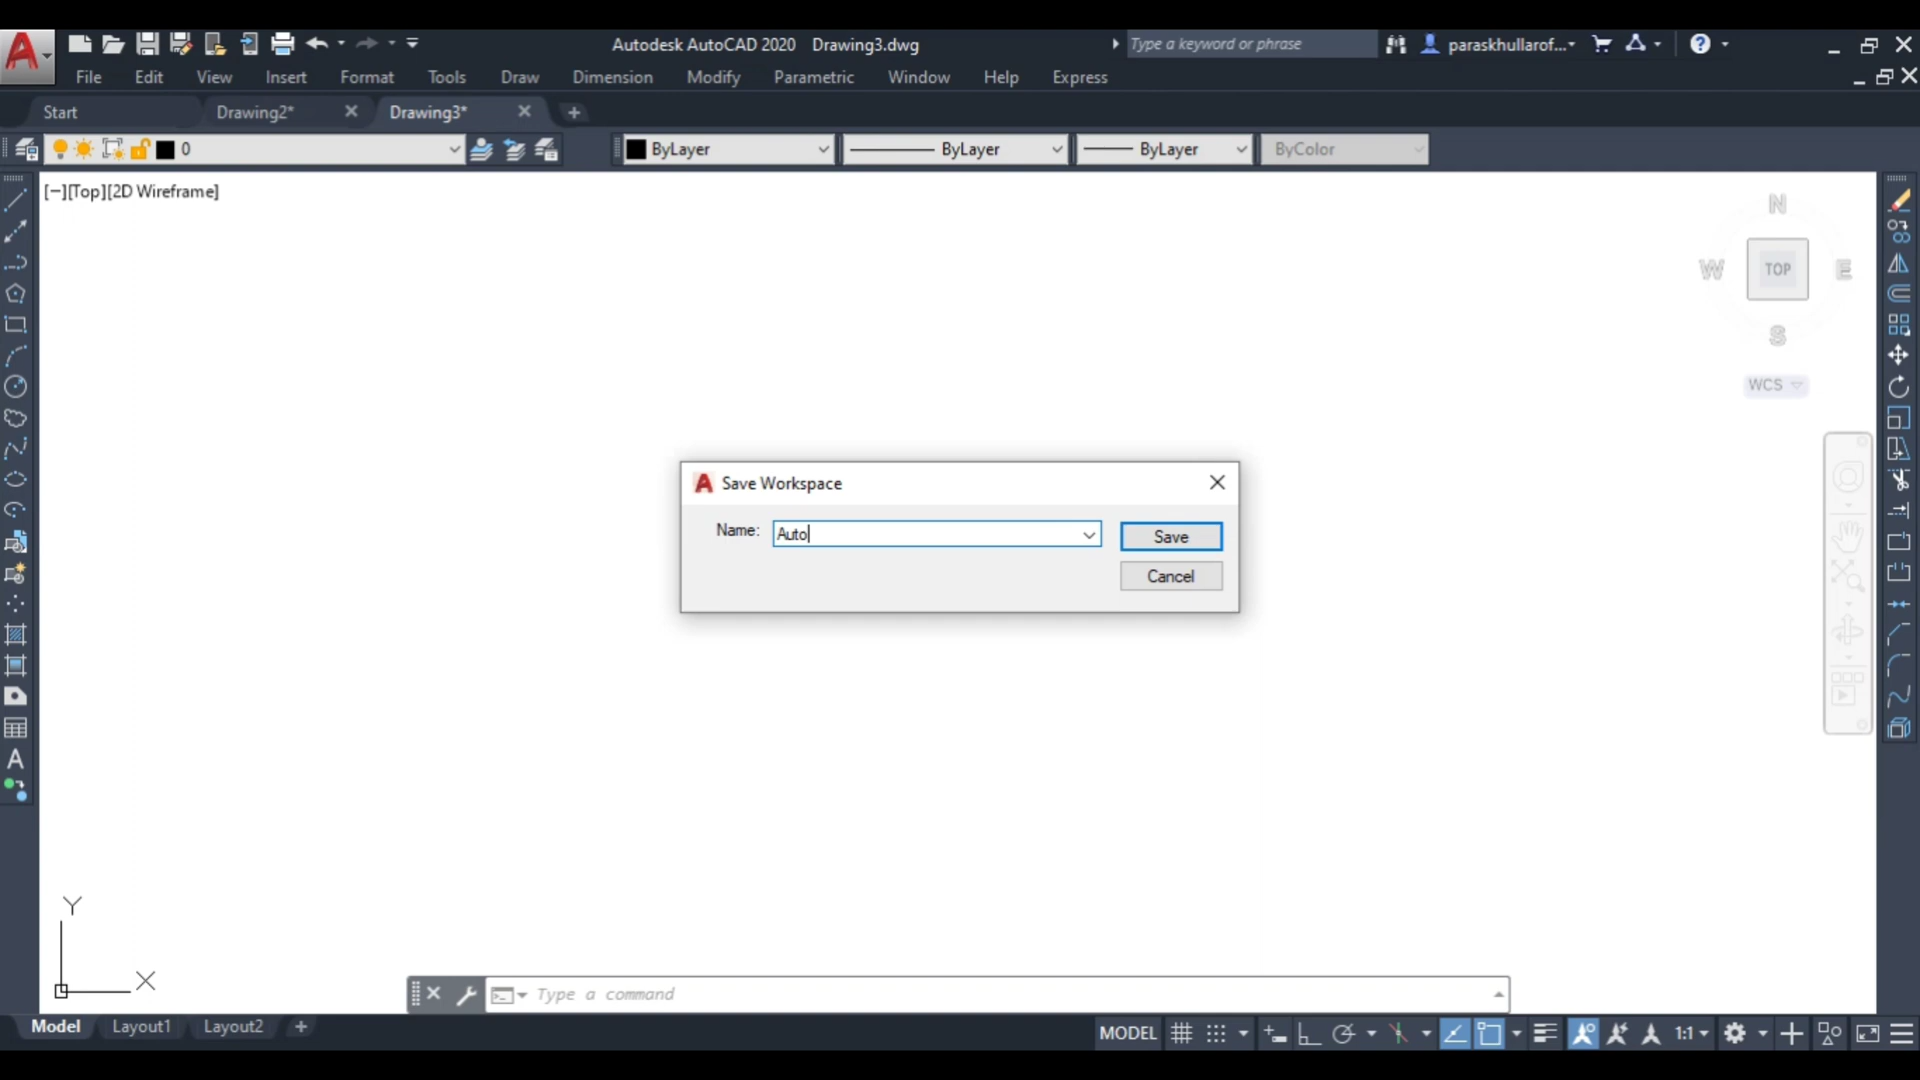 Autodesk AutoCAD 2020 Drawing3.dwg
Type a keyword or phrase
paraskhullarof...
File Edit View Insert Format Tools Draw Dimension Modify Parametric Window Help Express
Start Drawing2* Drawing3*
0 ByLayer ByLayer ByLayer ByColor
[−][Top][2D Wireframe]
N
W TOP E
S
WCS
Save Workspace
Name: Auto Save
Cancel
Y
X
Type a command
Model Layout1 Layout2
MODEL 1:1